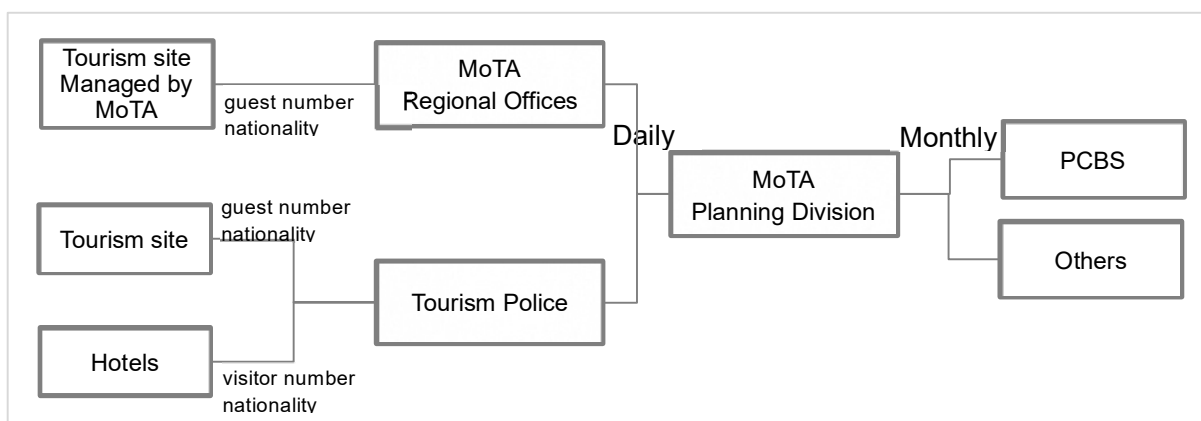 Tourism site
Managed by
MoTA
guest number
nationality
MoTA
Regional Offices
Daily
Monthly
guest number
nationality
Tourism site
MoTA
Planning Division
PCBS
Others
Tourism Police
Hotels
visitor number
nationality